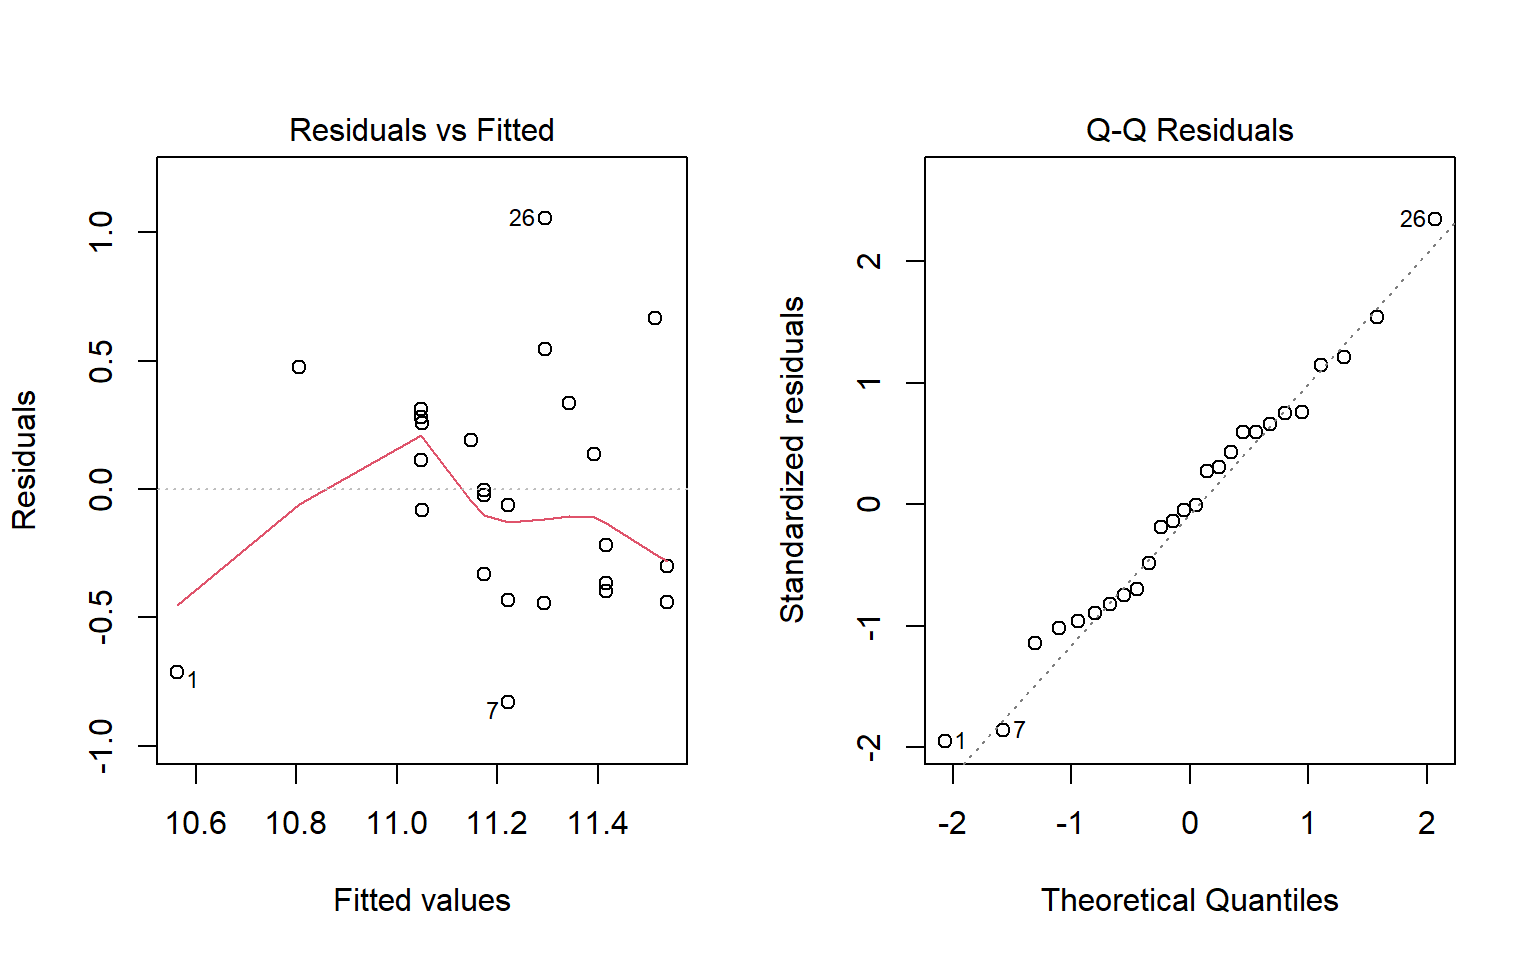 Residuals vs Fitted
Residuals
1.0
0.5
0.0
-0.5
-1.0
26
1
7
10.6 10.8 11.0 11.2 11.4
Fitted values
Q-Q Residuals
Standardized residuals
2
1
0
-1
-2
26
1
7
-2 -1 0 1 2
Theoretical Quantiles